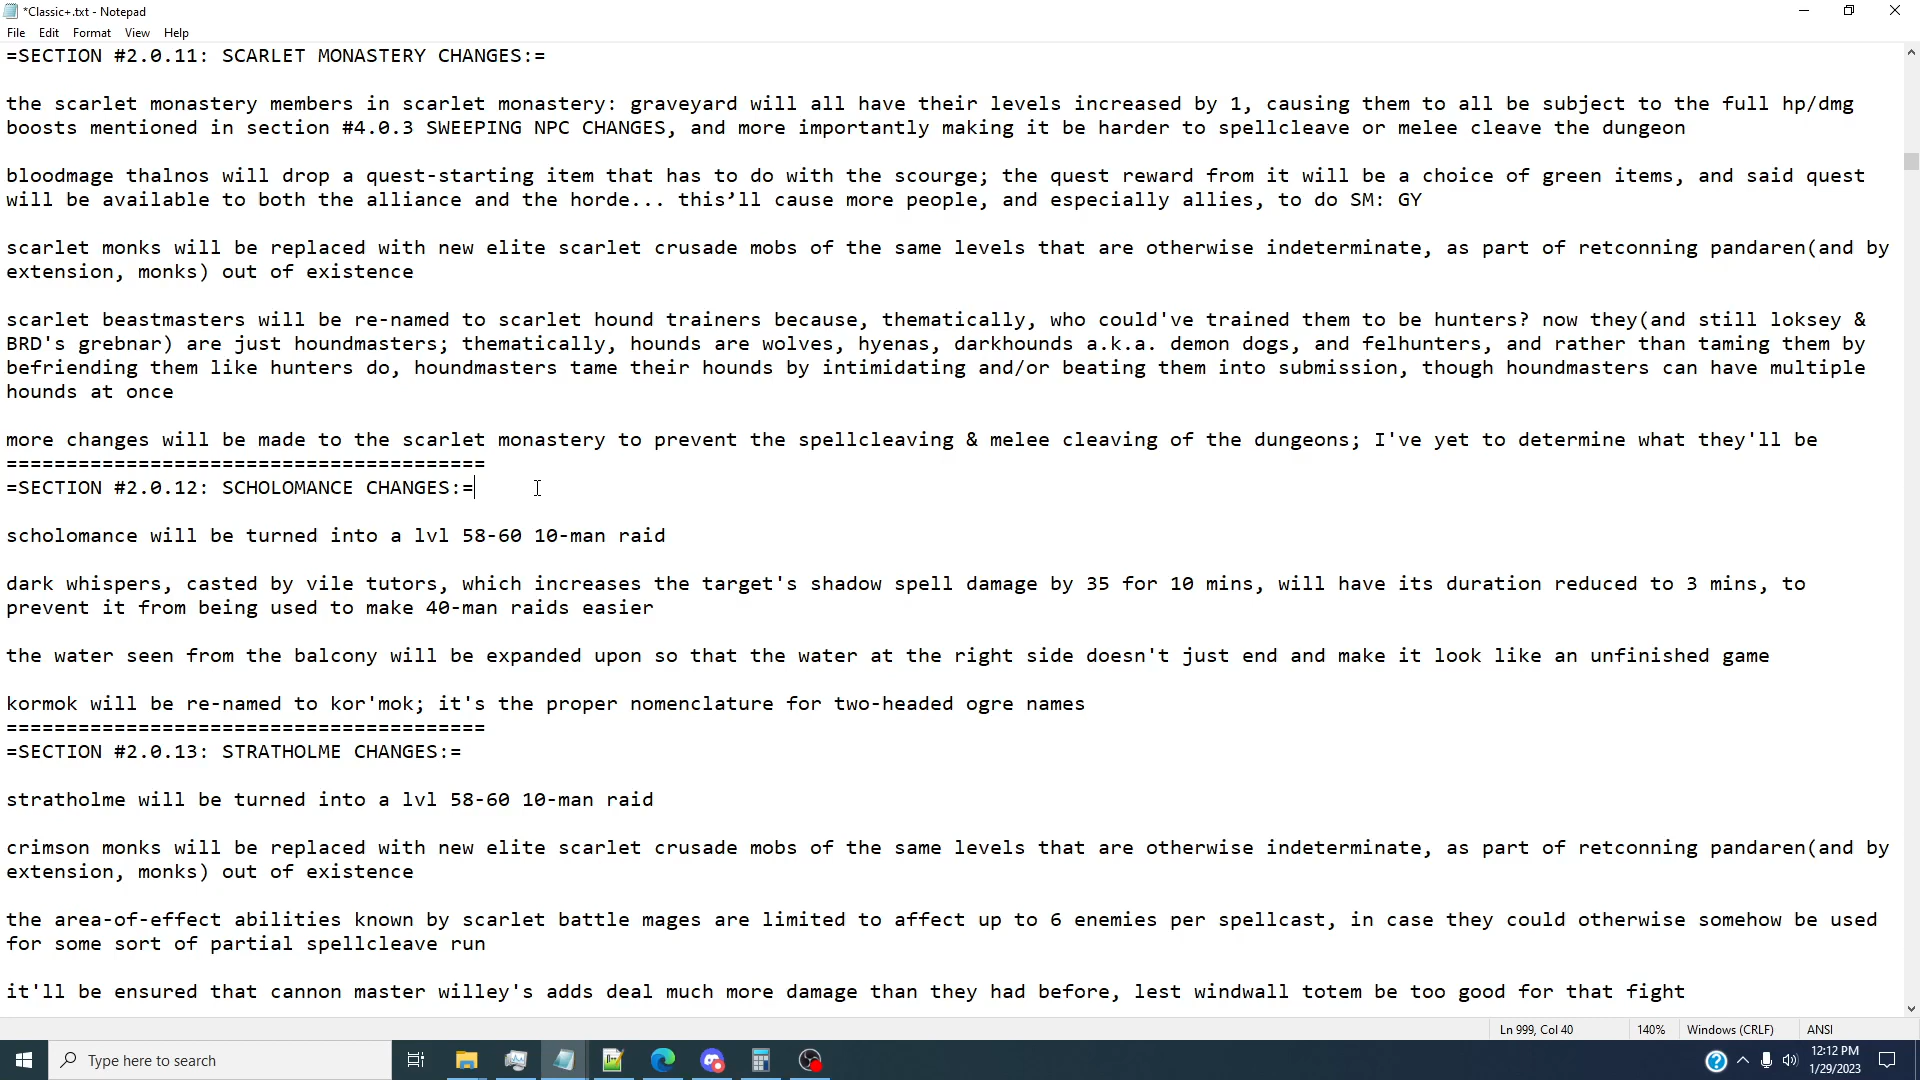 *Classic+.txt - Notepad
File Edit Format View Help
=SECTION #2.0.11: SCARLET MONASTERY CHANGES:=
the scarlet monastery members in scarlet monastery: graveyard will all have their levels increased by 1, causing them to all be subject to the full hp/dmg
boosts mentioned in section #4.0.3 SWEEPING NPC CHANGES, and more importantly making it be harder to spellcleave or melee cleave the dungeon
bloodmage thalnos will drop a quest-starting item that has to do with the scourge; the quest reward from it will be a choice of green items, and said quest
will be available to both the alliance and the horde... this’ll cause more people, and especially allies, to do SM: GY
scarlet monks will be replaced with new elite scarlet crusade mobs of the same levels that are otherwise indeterminate, as part of retconning pandaren(and by
extension, monks) out of existence
scarlet beastmasters will be re-named to scarlet hound trainers because, thematically, who could've trained them to be hunters? now they(and still loksey &
BRD's grebnar) are just houndmasters; thematically, hounds are wolves, hyenas, darkhounds a.k.a. demon dogs, and felhunters, and rather than taming them by
befriending them like hunters do, houndmasters tame their hounds by intimidating and/or beating them into submission, though houndmasters can have multiple
hounds at once
more changes will be made to the scarlet monastery to prevent the spellcleaving & melee cleaving of the dungeons; I've yet to determine what they'll be
========================================
=SECTION #2.0.12: SCHOLOMANCE CHANGES:=
scholomance will be turned into a lvl 58-60 10-man raid
dark whispers, casted by vile tutors, which increases the target's shadow spell damage by 35 for 10 mins, will have its duration reduced to 3 mins, to
prevent it from being used to make 40-man raids easier
the water seen from the balcony will be expanded upon so that the water at the right side doesn't just end and make it look like an unfinished game
kormok will be re-named to kor'mok; it's the proper nomenclature for two-headed ogre names
========================================
=SECTION #2.0.13: STRATHOLME CHANGES:=
stratholme will be turned into a lvl 58-60 10-man raid
crimson monks will be replaced with new elite scarlet crusade mobs of the same levels that are otherwise indeterminate, as part of retconning pandaren(and by
extension, monks) out of existence
the area-of-effect abilities known by scarlet battle mages are limited to affect up to 6 enemies per spellcast, in case they could otherwise somehow be used
for some sort of partial spellcleave run
it'll be ensured that cannon master willey's adds deal much more damage than they had before, lest windwall totem be too good for that fight
Ln 999, Col 40 140% Windows (CRLF) ANSI
Type here to search
12:12 PM
1/29/2023